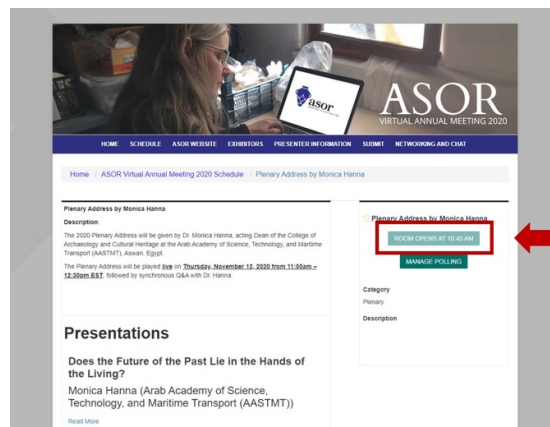 asor
ASOR
VIRTUAL ANNUAL MEETING 2020
HOME SCHEDULE ASOR WEBSITE EXHIBITORS PRESENTER INFORMATION SUBMIT NETWORKING AND CHAT
Home / ASOR Virtual Annual Meeting 2020 Schedule / Plenary Address by Monica Hanna
Plenary Address by Monica Hanna
Description:
The 2020 Plenary Address will be given by Dr. Monica Hanna, acting Dean of the College of
Archaeology and Cultural Heritage at the Arab Academy of Science, Technology, and Maritime
Transport (AASTMT), Aswan, Egypt.
The Plenary Address will be played live on Thursday, November 12, 2020 from 11:00am –
12:30pm EST, followed by synchronous Q&A with Dr. Hanna.
Presentations
Does the Future of the Past Lie in the Hands of
the Living?
Monica Hanna (Arab Academy of Science,
Technology, and Maritime Transport (AASTMT))
Read More
Plenary Address by Monica Hanna
ROOM OPENS AT 10:45 AM
MANAGE POLLING
Category
Plenary
Description